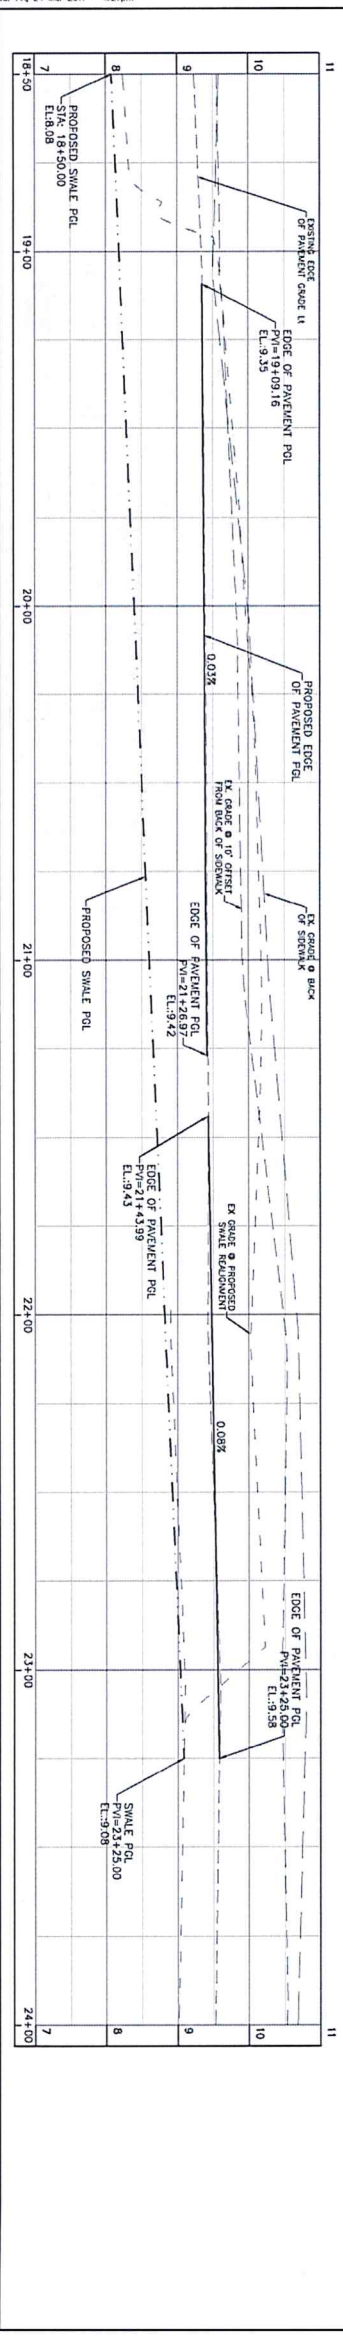 11
10
9
8
7
EXISTING EDGE
OF PAVEMENT GRADE Lt
EDGE OF PAVEMENT PGL
PVI=19+09.16
EL.:9.35
PROPOSED SWALE PGL
STA: 18+50.00
EL:8.08
PROPOSED EDGE
OF PAVEMENT PGL
0.03%
EX. GRADE @ 10' OFFSET
FROM BACK OF SIDEWALK
EX. GRADE @ BACK
OF SIDEWALK
PROPOSED SWALE PGL
EDGE OF PAVEMENT PGL
PVI=21+26.97
EL.:9.42
EDGE OF PAVEMENT PGL
PVI=21+43.99
EL.:9.43
EX GRADE @ PROPOSED
SWALE REALIGNMENT
0.08%
EDGE OF PAVEMENT PGL
PVI=23+25.00
EL.:9.58
SWALE PGL
PVI=23+25.00
EL.:9.08
11
10
9
8
7
18+50
19+00
20+00
21+00
22+00
23+00
24+00